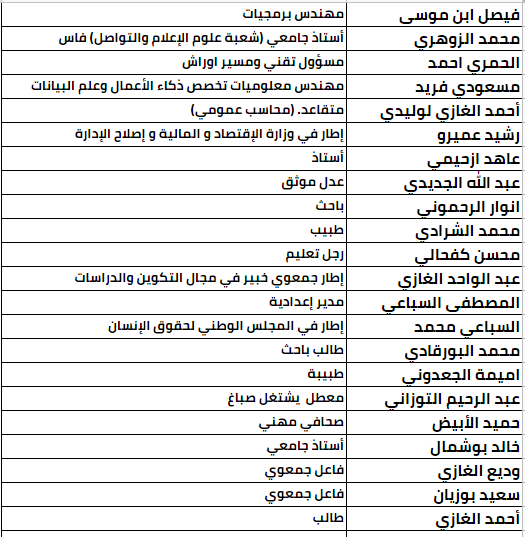 فيصل ابن موسى مهندس برمجيات
محمد الزوهري أستاذ جامعي (شعبة علوم الإعلام والتواصل) فاس
الحمري احمد مسؤول تقني ومسير اوراش
مسعودي فريد مهندس معلوميات تخصص ذكاء الأعمال وعلم البيانات
أحمد الغازي لوليدي متقاعد. (محاسب عمومي)
رشيد عميرو إطار في وزارة الإقتصاد و المالية و إصلاح الإدارة
عاهد ازحيمي أستاذ
عبد الله الجديدي عدل موثق
انوار الرحموني باحث
محمد الشرادي طبيب
محسن كفحالي رجل تعليم
عبد الواحد الغازي إطار جمعوي خبير في مجال التكوين والدراسات
المصطفى السباعي مدير إعدادية
السباعي محمد إطار في المجلس الوطني لحقوق الإنسان
محمد البورقادي طالب باحث
اميمة الجعدوني طبيبة
عبد الرحيم التوزاني معطل يشتغل صباغ
حميد الأبيض صحافي مهني
خالد بوشمال أستاذ جامعي
وديع الغازي فاعل جمعوي
سعيد بوزيان فاعل جمعوي
أحمد الغازي طالب